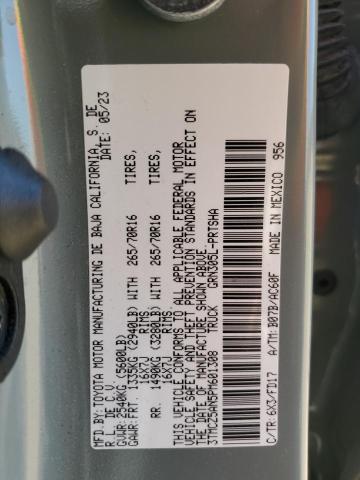 MFD.BY:TOYOTA MOTOR MANUFACTURING DE BAJA CALIFORNIA, S. DE
R.L. DE C.V. DATE: 05/23
GVWR: 2540KG (5600LB)
GAWR:FRT. 1335KG (2940LB) WITH 265/70R16 TIRES,
16X7J RIMS
RR. 1490KG (3280LB) WITH 265/70R16 TIRES,
16X7J RIMS
THIS VEHICLE CONFORMS TO ALL APPLICABLE FEDERAL MOTOR
VEHICLE SAFETY AND THEFT PREVENTION STANDARDS IN EFFECT ON
THE DATE OF MANUFACTURE SHOWN ABOVE.
3TMCZ5AN5PM601308 TRUCK GRN305L-PRTSHA
C/TR:6X3/FD17 A/TM:B07B/AC60F MADE IN MEXICO 956